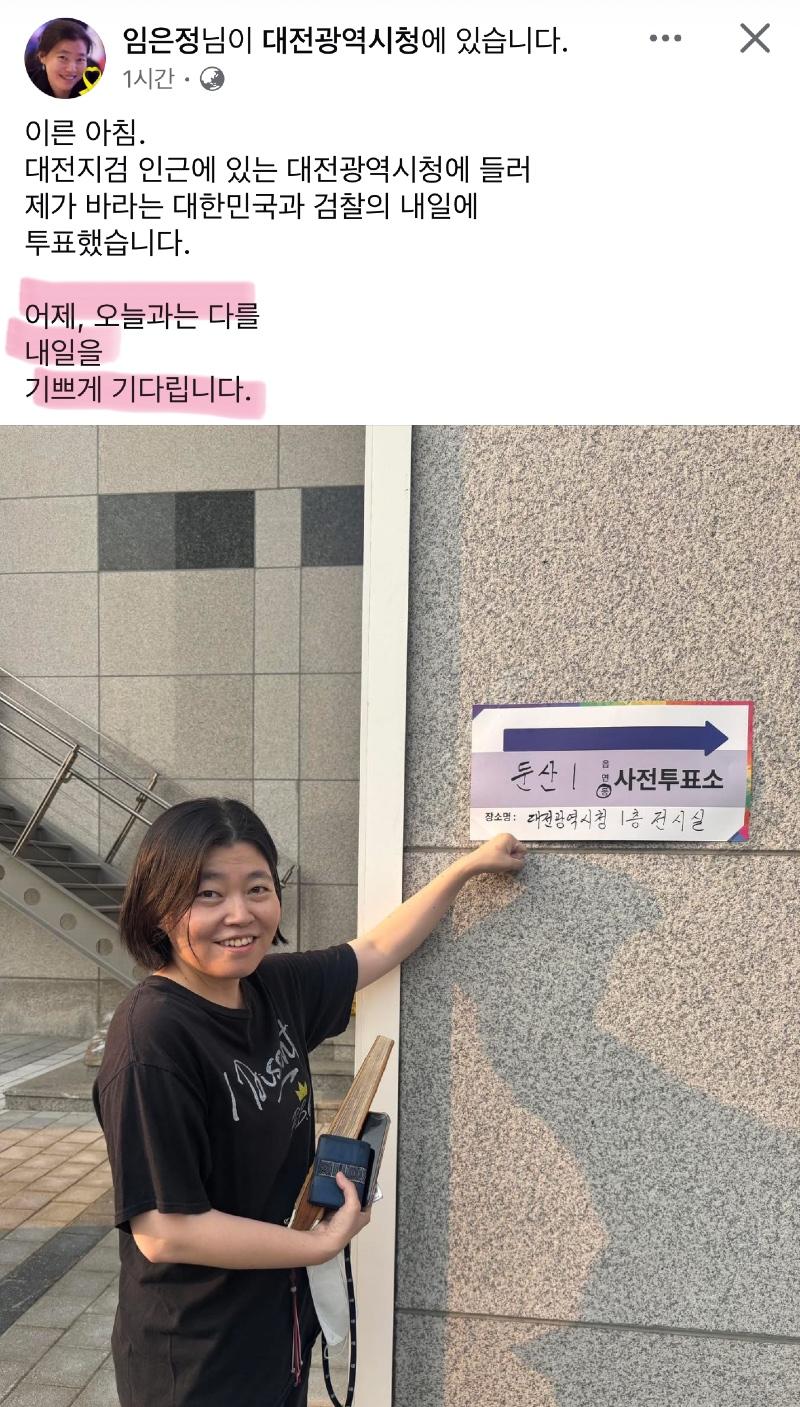 임은정님이 대전광역시청에 있습니다.
1시간
이른 아침.
대전지검 인근에 있는 대전광역시청에 들러
제가 바라는 대한민국과 검찰의 내일에
투표했습니다.
어제, 오늘과는 다를
내일을
기쁘게 기다립니다.
둔산 1 읍면동 사전투표소
장소명: 대전광역시청 1층 전시실
I Dissent